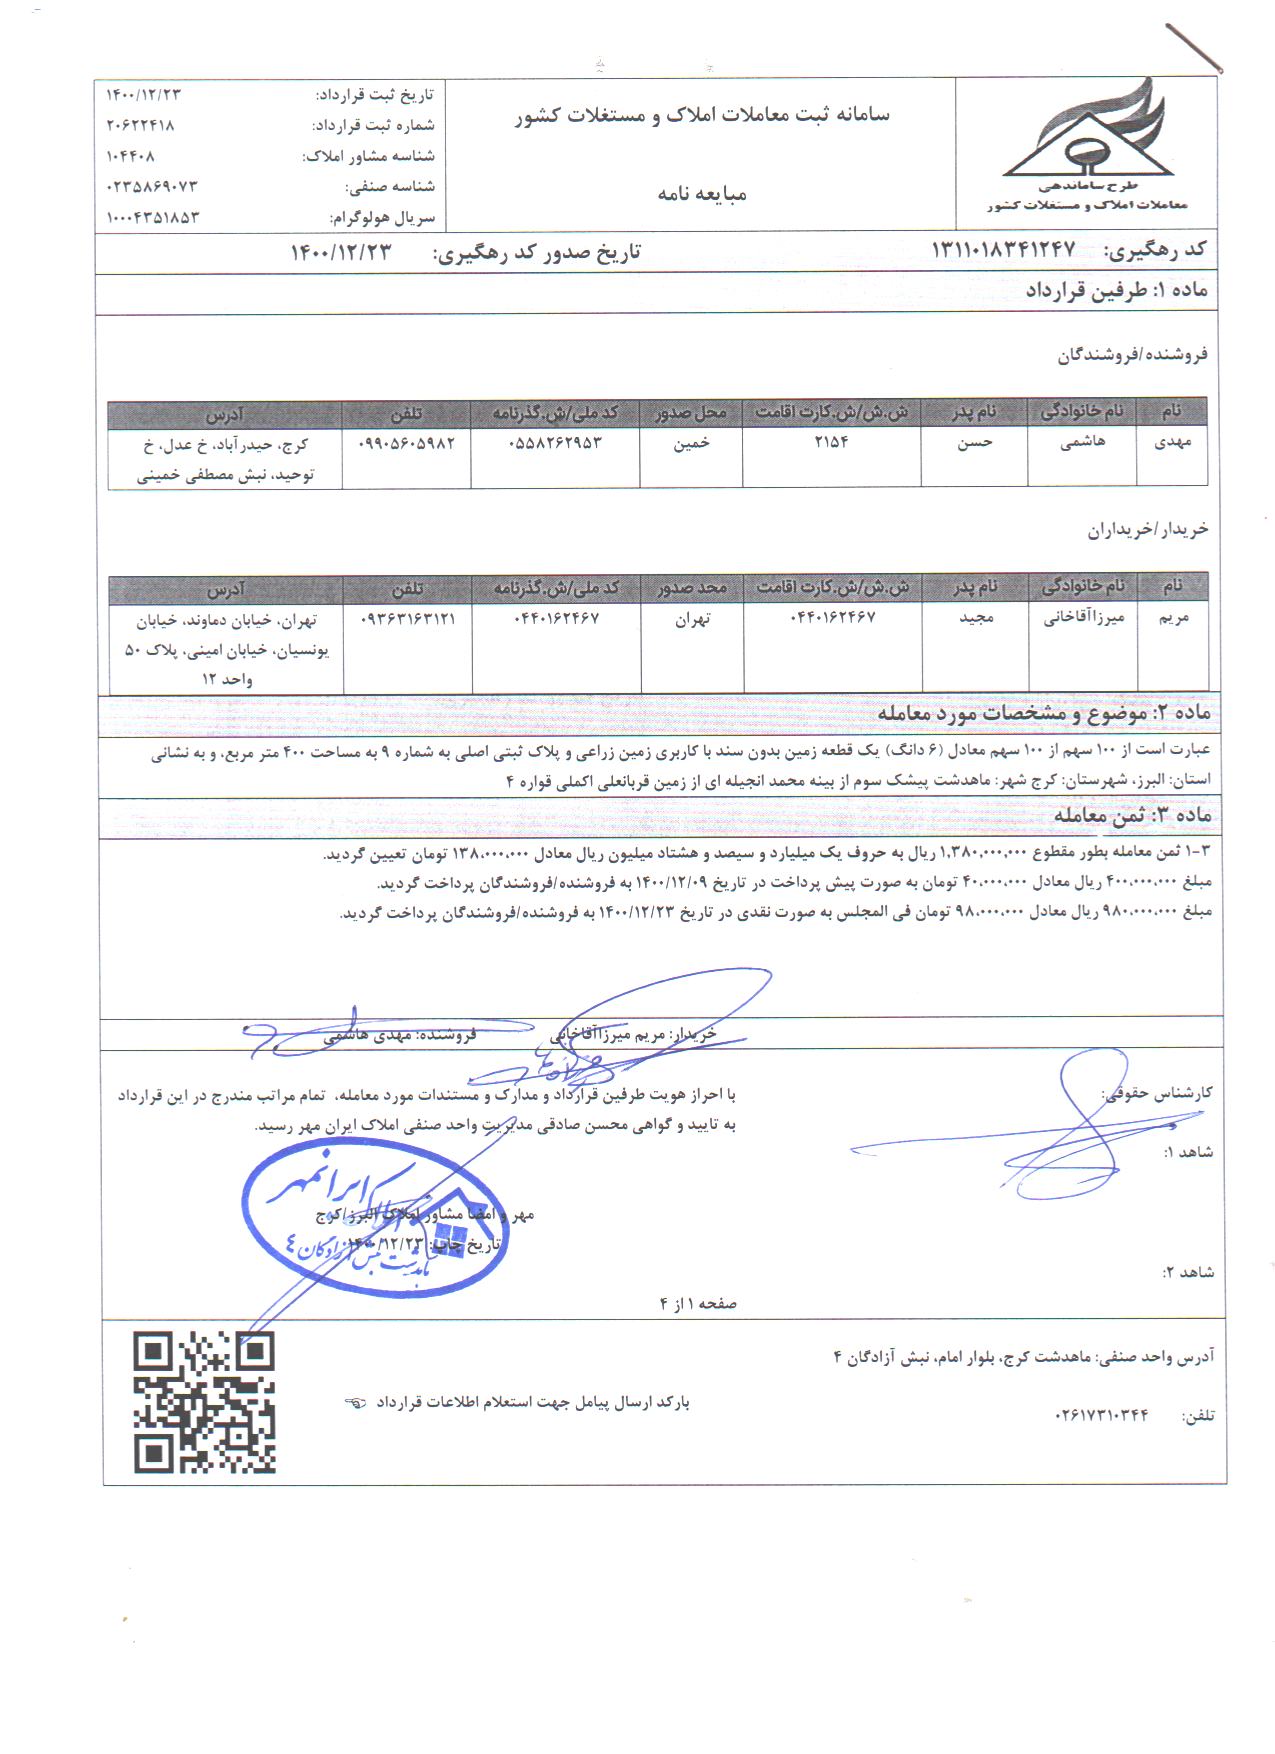 طرح ساماندهی
معاملات املاک و مستغلات کشور
سامانه ثبت معاملات املاک و مستغلات کشور
مبایعه نامه
تاریخ ثبت قرارداد: ۱۴۰۰/۱۲/۲۳
شماره ثبت قرارداد: ۲۰۶۲۲۴۱۸
شناسه مشاور املاک: ۱۰۴۴۰۸
شناسه صنفی: ۰۲۳۵۸۶۹۰۷۳
سریال هولوگرام: ۱۰۰۰۴۳۵۱۸۵۳
کد رهگیری: ۱۳۱۱۰۱۸۳۴۱۲۴۷ تاریخ صدور کد رهگیری: ۱۴۰۰/۱۲/۲۳
ماده ۱: طرفین قرارداد
فروشنده/فروشندگان
نام نام خانوادگی نام پدر ش.ش/ش.کارت اقامت محل صدور کد ملی/ش.گذرنامه تلفن آدرس
مهدی هاشمی حسن ۲۱۵۴ خمین ۰۵۵۸۲۶۲۹۵۳ ۰۹۹۰۵۶۰۵۹۸۲ کرج، حیدرآباد، خ عدل، خ
توحید، نبش مصطفی خمینی
خریدار/خریداران
نام نام خانوادگی نام پدر ش.ش/ش.کارت اقامت محد صدور کد ملی/ش.گذرنامه تلفن آدرس
مریم میرزاآقاخانی مجید ۰۴۴۰۱۶۲۴۶۷ تهران ۰۴۴۰۱۶۲۴۶۷ ۰۹۳۶۳۱۶۳۱۲۱ تهران، خیابان دماوند، خیابان
یونسیان، خیابان امینی، پلاک ۵۰
واحد ۱۲
ماده ۲: موضوع و مشخصات مورد معامله
عبارت است از ۱۰۰ سهم از ۱۰۰ سهم معادل (۶ دانگ) یک قطعه زمین بدون سند با کاربری زمین زراعی و پلاک ثبتی اصلی به شماره ۹ به مساحت ۴۰۰ متر مربع، و به نشانی
استان: البرز، شهرستان: کرج شهر: ماهدشت پیشک سوم از بینه محمد انجیله ای از زمین قربانعلی اکملی قواره ۴
ماده ۳: ثمن معامله
۳-۱ ثمن معامله بطور مقطوع ۱,۳۸۰,۰۰۰,۰۰۰ ریال به حروف یک میلیارد و سیصد و هشتاد میلیون ریال معادل ۱۳۸,۰۰۰,۰۰۰ تومان تعیین گردید.
مبلغ ۴۰۰,۰۰۰,۰۰۰ ریال معادل ۴۰,۰۰۰,۰۰۰ تومان به صورت پیش پرداخت در تاریخ ۱۴۰۰/۱۲/۰۹ به فروشنده/فروشندگان پرداخت گردید.
مبلغ ۹۸۰,۰۰۰,۰۰۰ ریال معادل ۹۸,۰۰۰,۰۰۰ تومان فی المجلس به صورت نقدی در تاریخ ۱۴۰۰/۱۲/۲۳ به فروشنده/فروشندگان پرداخت گردید.
خریدار: مریم میرزاآقاخانی فروشنده: مهدی هاشمی
کارشناس حقوقی:
با احراز هویت طرفین قرارداد و مدارک و مستندات مورد معامله، تمام مراتب مندرج در این قرارداد
به تایید و گواهی محسن صادقی مدیریت واحد صنفی املاک ایران مهر رسید.
شاهد ۱:
ایرانمهر
املاک
مهر و امضا مشاور املاک البرز/کرج
تاریخ چاپ: ۱۴۰۰/۱۲/۲۳
ماهدشت نبش آزادگان ٤
شاهد ۲:
صفحه ۱ از ۴
آدرس واحد صنفی: ماهدشت کرج، بلوار امام، نبش آزادگان ۴
بارکد ارسال پیامل جهت استعلام اطلاعات قرارداد
تلفن: ۰۲۶۱۷۳۱۰۳۴۴